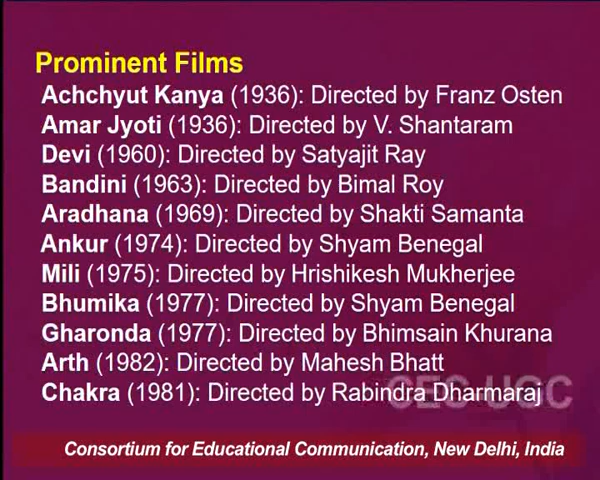 Prominent Films
Achchyut Kanya (1936): Directed by Franz Osten
Amar Jyoti (1936): Directed by V. Shantaram
Devi (1960): Directed by Satyajit Ray
Bandini (1963): Directed by Bimal Roy
Aradhana (1969): Directed by Shakti Samanta
Ankur (1974): Directed by Shyam Benegal
Mili (1975): Directed by Hrishikesh Mukherjee
Bhumika (1977): Directed by Shyam Benegal
Gharonda (1977): Directed by Bhimsain Khurana
Arth (1982): Directed by Mahesh Bhatt
Chakra (1981): Directed by Rabindra Dharmaraj
CEC-UGC
Consortium for Educational Communication, New Delhi, India